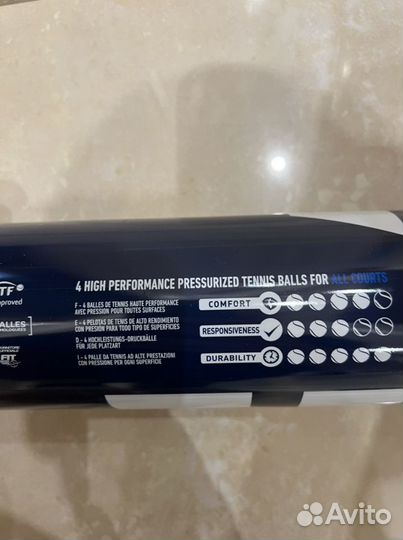 4 HIGH PERFORMANCE PRESSURIZED TENNIS BALLS FOR ALL COURTS
TF
pproved
F - 4 BALLES DE TENNIS HAUTE PERFORMANCE
AVEC PRESSION POUR TOUTES SURFACES
COMFORT
ALLES
E - 4 PELOTAS DE TENIS DE ALTO RENDIMIENTO
CON PRESIÓN PARA TODO TIPO DE SUPERFICIES
RESPONSIVENESS
D - 4 HOCHLEISTUNGS-DRUCKBÄLLE
FÜR JEDE PLATZART
FIT
I - 4 PALLE DA TENNIS AD ALTE PRESTAZIONI
CON PRESSIONE PER OGNI SUPERFICIE
DURABILITY
Avito